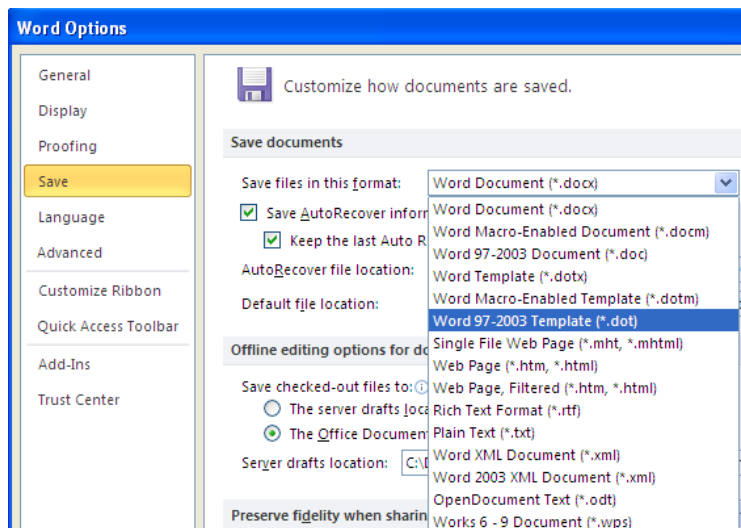 Word Options
General
Display
Proofing
Save
Language
Advanced
Customize Ribbon
Quick Access Toolbar
Add-Ins
Trust Center
Customize how documents are saved.
Save documents
Save files in this format: Word Document (*.docx)
Save AutoRecover inforr
Keep the last Auto R
AutoRecover file location:
Default file location:
Word Document (*.docx)
Word Macro-Enabled Document (*.docm)
Word 97-2003 Document (*.doc)
Word Template (*.dotx)
Word Macro-Enabled Template (*.dotm)
Word 97-2003 Template (*.dot)
Single File Web Page (*.mht, *.mhtml)
Web Page (*.htm, *.html)
Web Page, Filtered (*.htm, *.html)
Rich Text Format (*.rtf)
Plain Text (*.txt)
Word XML Document (*.xml)
Word 2003 XML Document (*.xml)
OpenDocument Text (*.odt)
Works 6 - 9 Document (*.wps)
Offline editing options for do
Save checked-out files to:
The server drafts loca
The Office Document
Server drafts location: C:\
Preserve fidelity when sharin